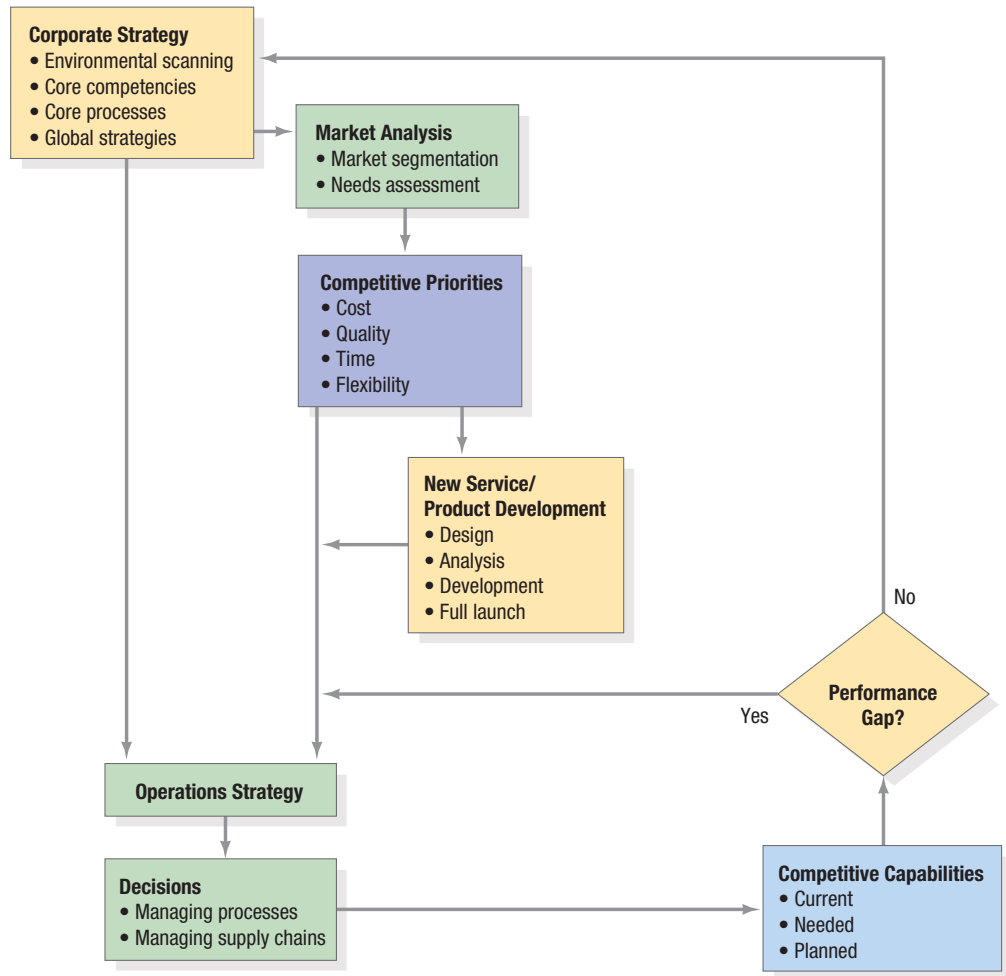 Corporate Strategy
• Environmental scanning
• Core competencies
• Core processes
• Global strategies
Market Analysis
• Market segmentation
• Needs assessment
Competitive Priorities
• Cost
• Quality
• Time
• Flexibility
New Service/
Product Development
• Design
• Analysis
• Development
• Full launch
No
Performance
Gap?
Yes
Operations Strategy
Decisions
• Managing processes
• Managing supply chains
Competitive Capabilities
• Current
• Needed
• Planned